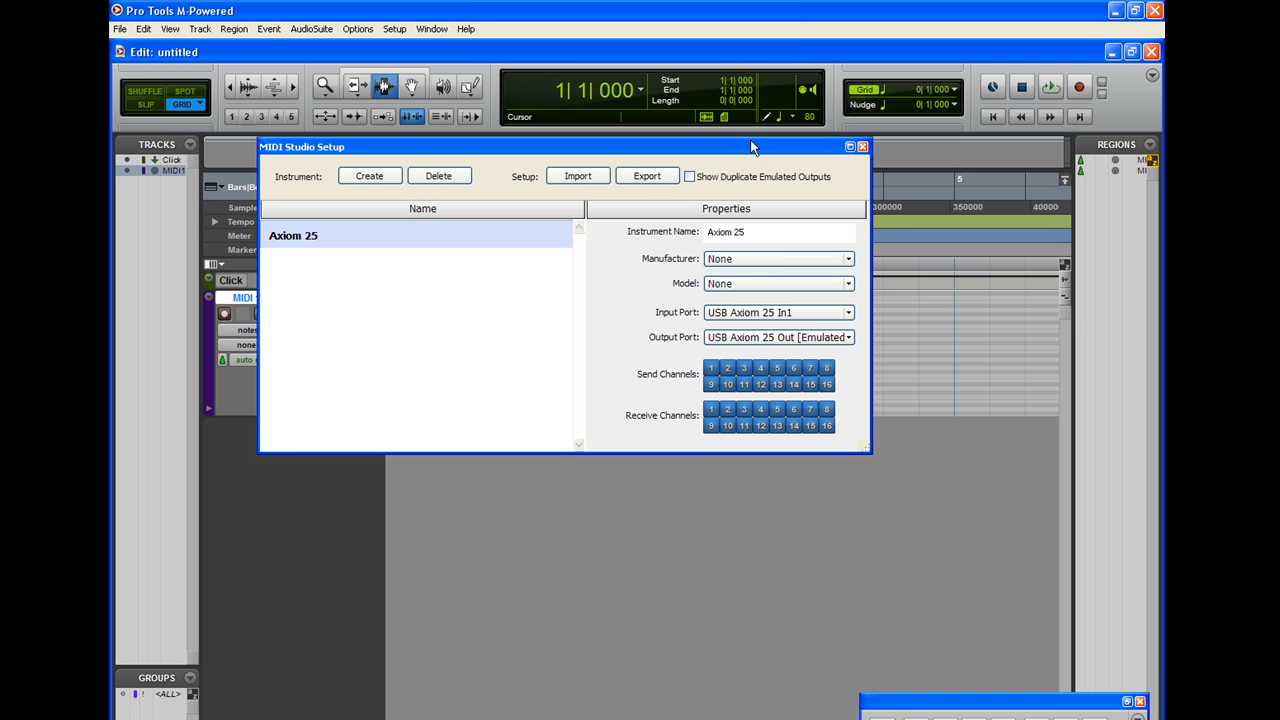 Pro Tools M-Powered
File Edit View Track Region Event AudioSuite Options Setup Window Help
Edit: untitled
SHUFFLE SPOT
SLIP GRID
1 2 3 4 5
1| 1| 000
Start 1| 1| 000
End 1| 1| 000
Length 0| 0| 000
Cursor
80
Grid 0| 1| 000
Nudge 0| 1| 000
TRACKS
Click
MIDI1
GROUPS
! <ALL>
Bars|Be
Sample
Tempo
Meter
Marker
5
300000 350000 40000
Click
MIDI
notes
none
auto
REGIONS
MIDI Studio Setup
Instrument: Create Delete Setup: Import Export Show Duplicate Emulated Outputs
Name Properties
Axiom 25
Instrument Name: Axiom 25
Manufacturer: None
Model: None
Input Port: USB Axiom 25 In1
Output Port: USB Axiom 25 Out [Emulated
Send Channels: 1 2 3 4 5 6 7 8
9 10 11 12 13 14 15 16
Receive Channels: 1 2 3 4 5 6 7 8
9 10 11 12 13 14 15 16